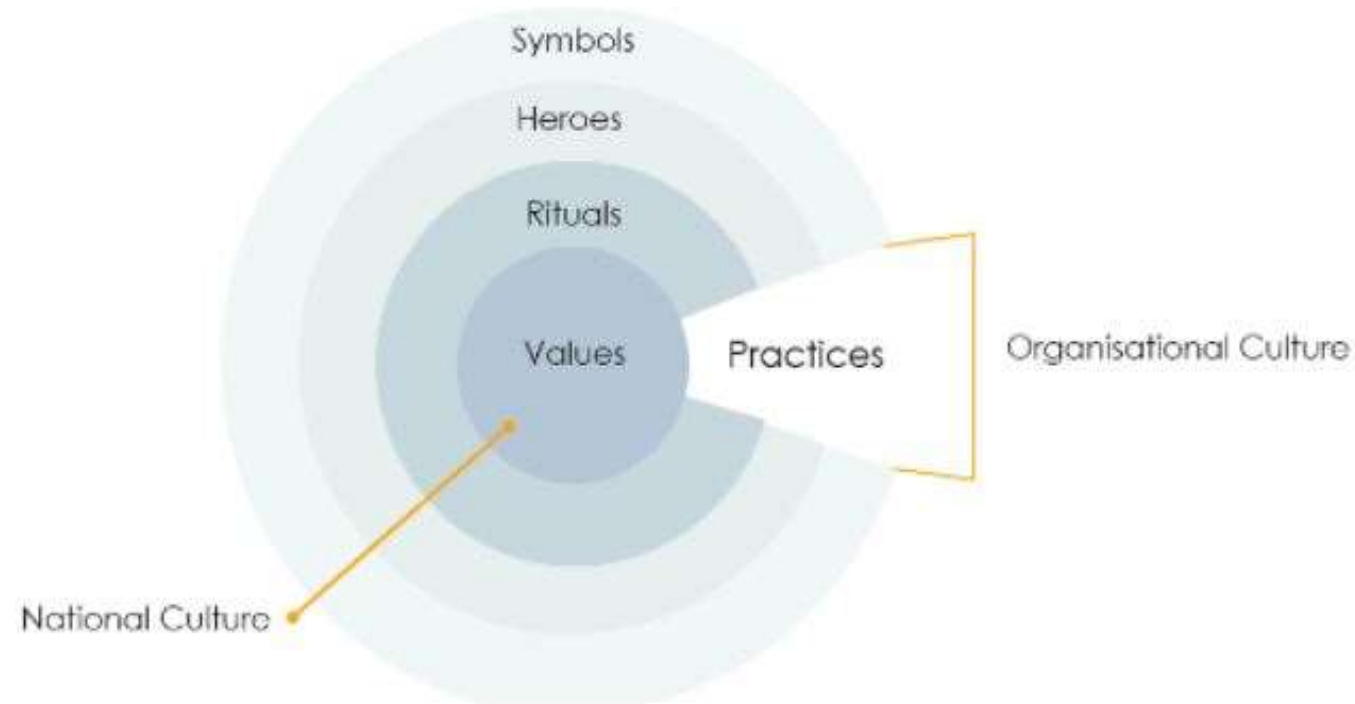 Symbols
Heroes
Rituals
Values
Practices
Organisational Culture
National Culture